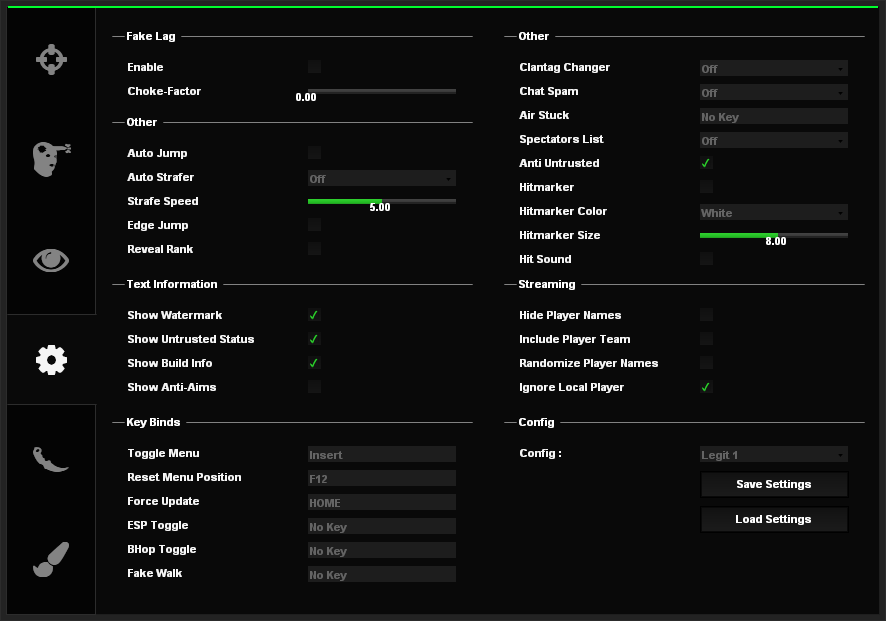 Fake Lag
Enable
Choke-Factor
0.00
Other
Auto Jump
Auto Strafer Off
Strafe Speed
5.00
Edge Jump
Reveal Rank
Text Information
Show Watermark
Show Untrusted Status
Show Build Info
Show Anti-Aims
Key Binds
Toggle Menu Insert
Reset Menu Position F12
Force Update HOME
ESP Toggle No Key
BHop Toggle No Key
Fake Walk No Key
Other
Clantag Changer Off
Chat Spam Off
Air Stuck No Key
Spectators List Off
Anti Untrusted
Hitmarker
Hitmarker Color White
Hitmarker Size
8.00
Hit Sound
Streaming
Hide Player Names
Include Player Team
Randomize Player Names
Ignore Local Player
Config
Config : Legit 1
Save Settings
Load Settings